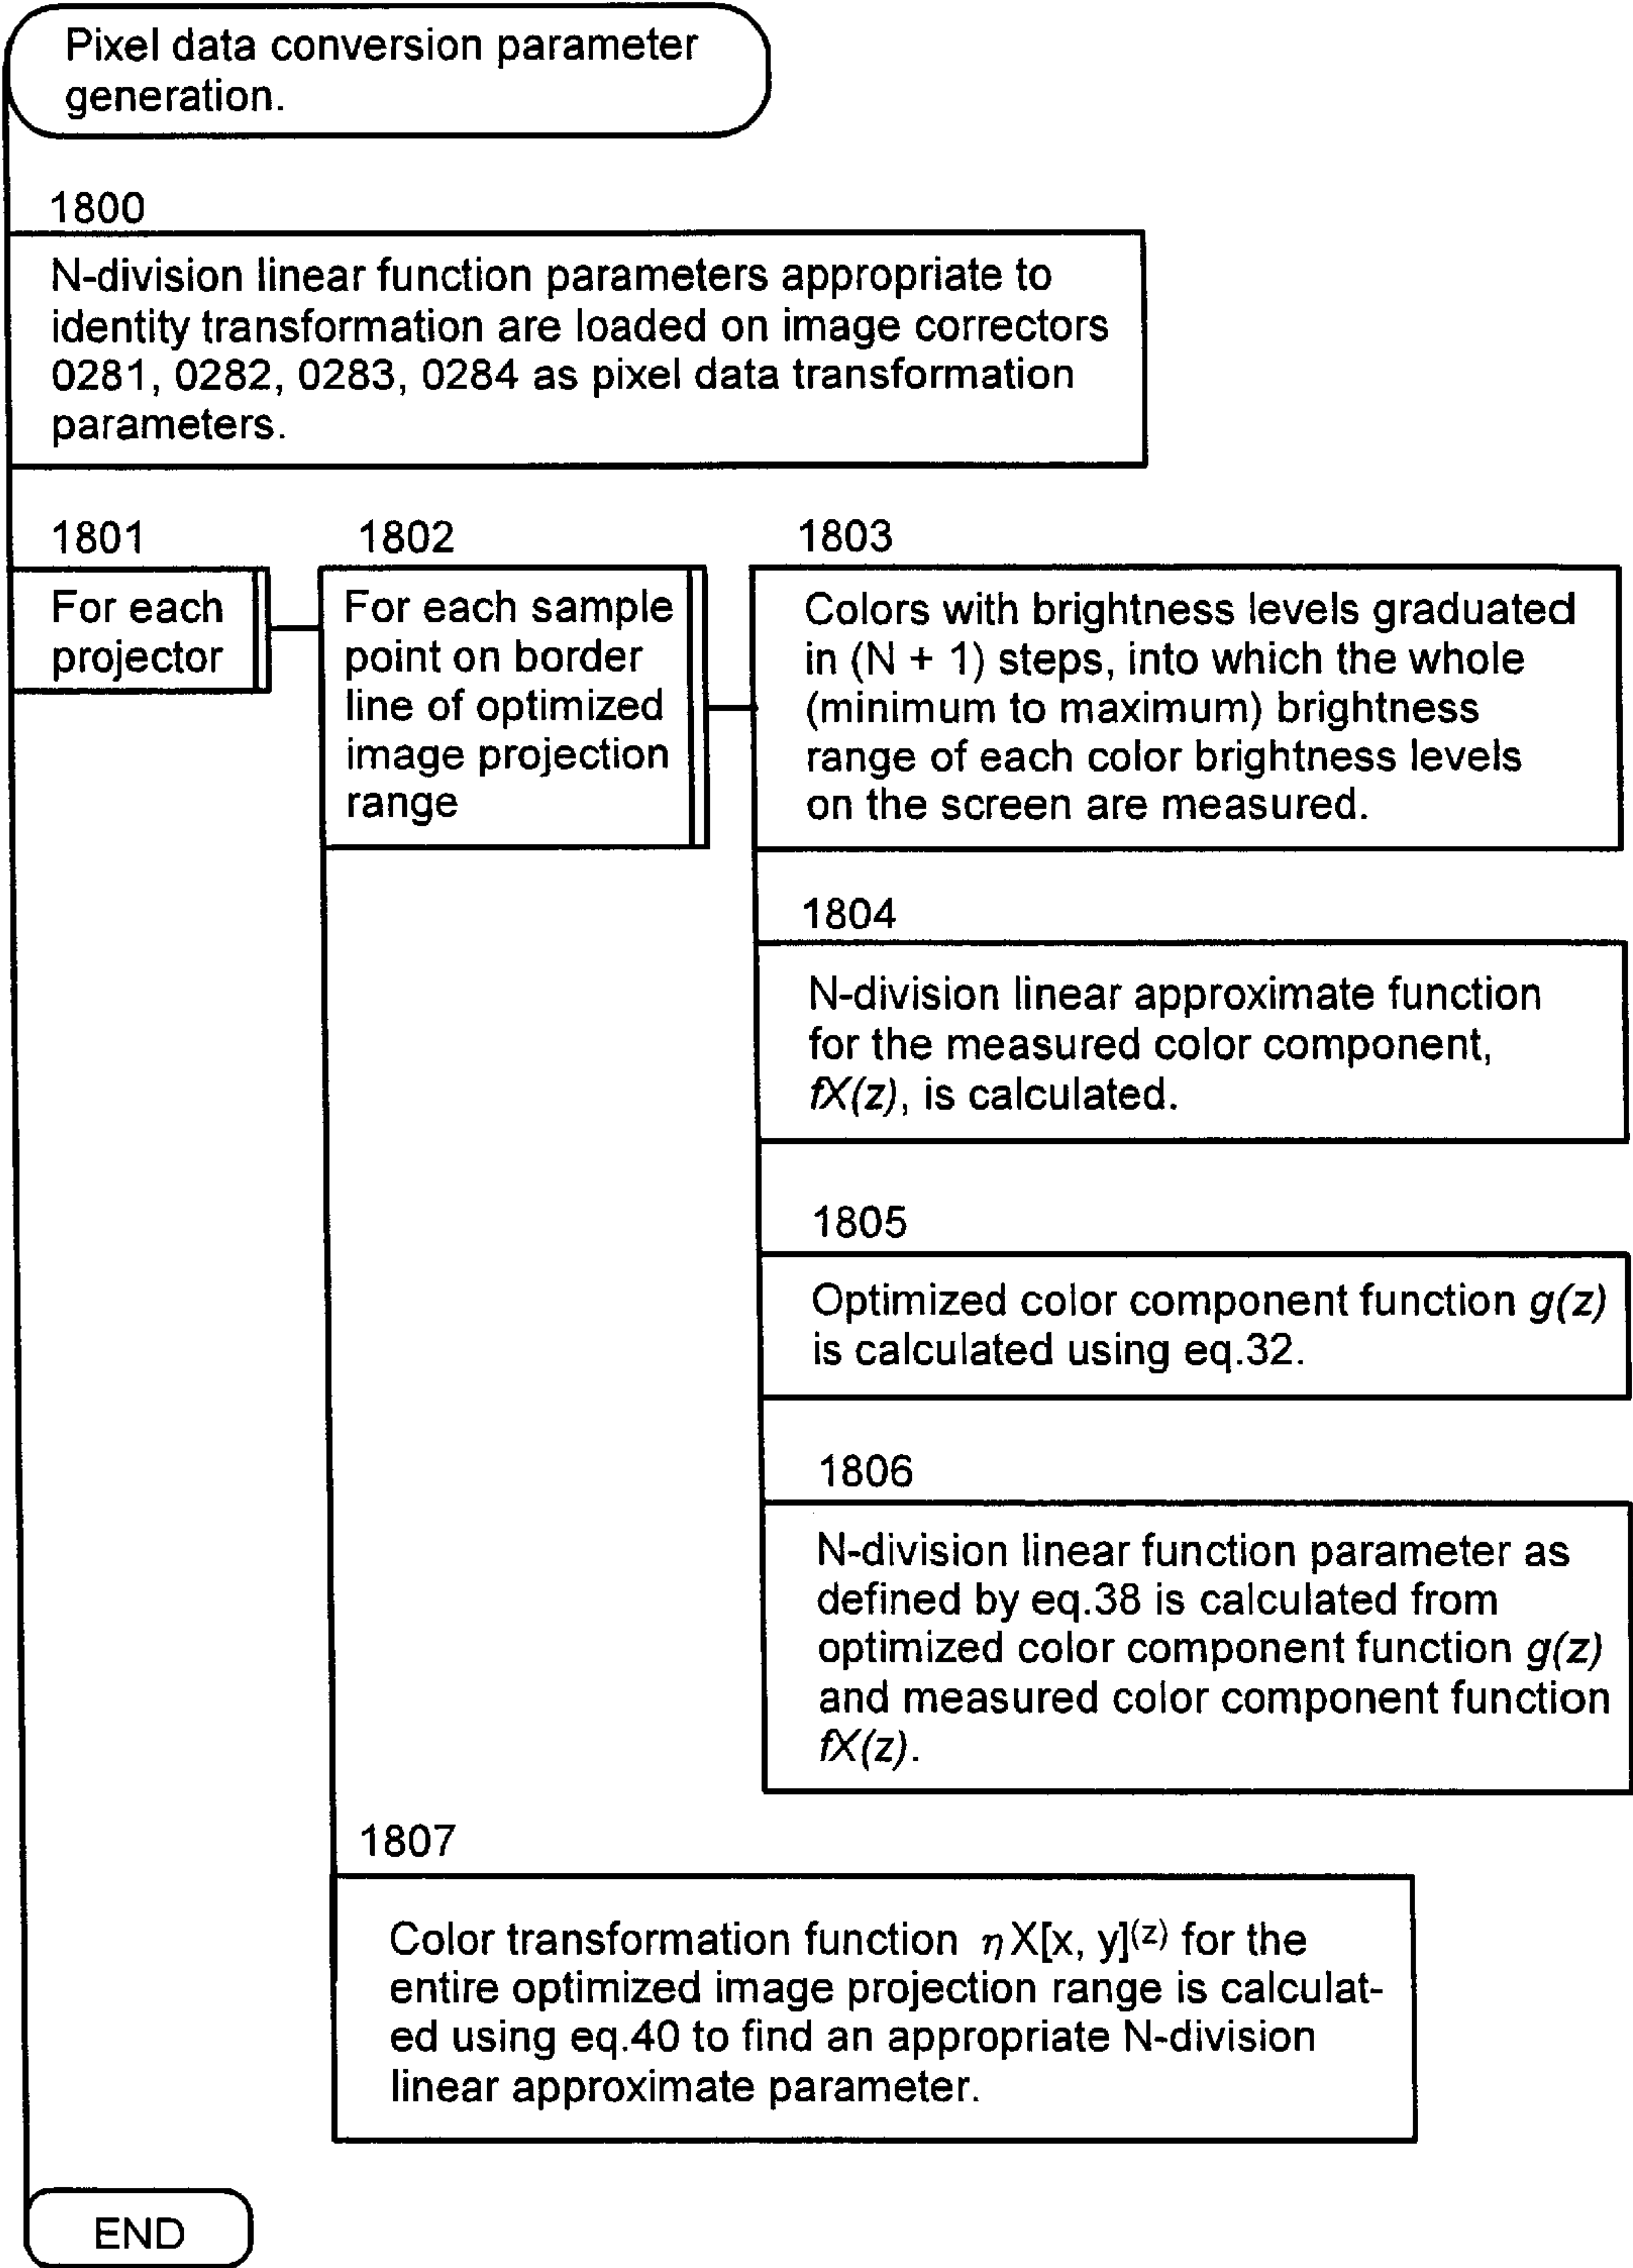 Pixel data conversion parameter
generation.
1800
N-division linear function parameters appropriate to
identity transformation are loaded on image correctors
0281, 0282, 0283, 0284 as pixel data transformation
parameters.
1801
For each
projector
1802
For each sample
point on border
line of optimized
image projection
range
1803
Colors with brightness levels graduated
in (N + 1) steps, into which the whole
(minimum to maximum) brightness
range of each color brightness levels
on the screen are measured.
1804
N-division linear approximate function
for the measured color component,
fX(z), is calculated.
1805
Optimized color component function g(z)
is calculated using eq.32.
1806
N-division linear function parameter as
defined by eq.38 is calculated from
optimized color component function g(z)
and measured color component function
fX(z).
1807
Color transformation function ηX[x, y](z) for the
entire optimized image projection range is calculat-
ed using eq.40 to find an appropriate N-division
linear approximate parameter.
END